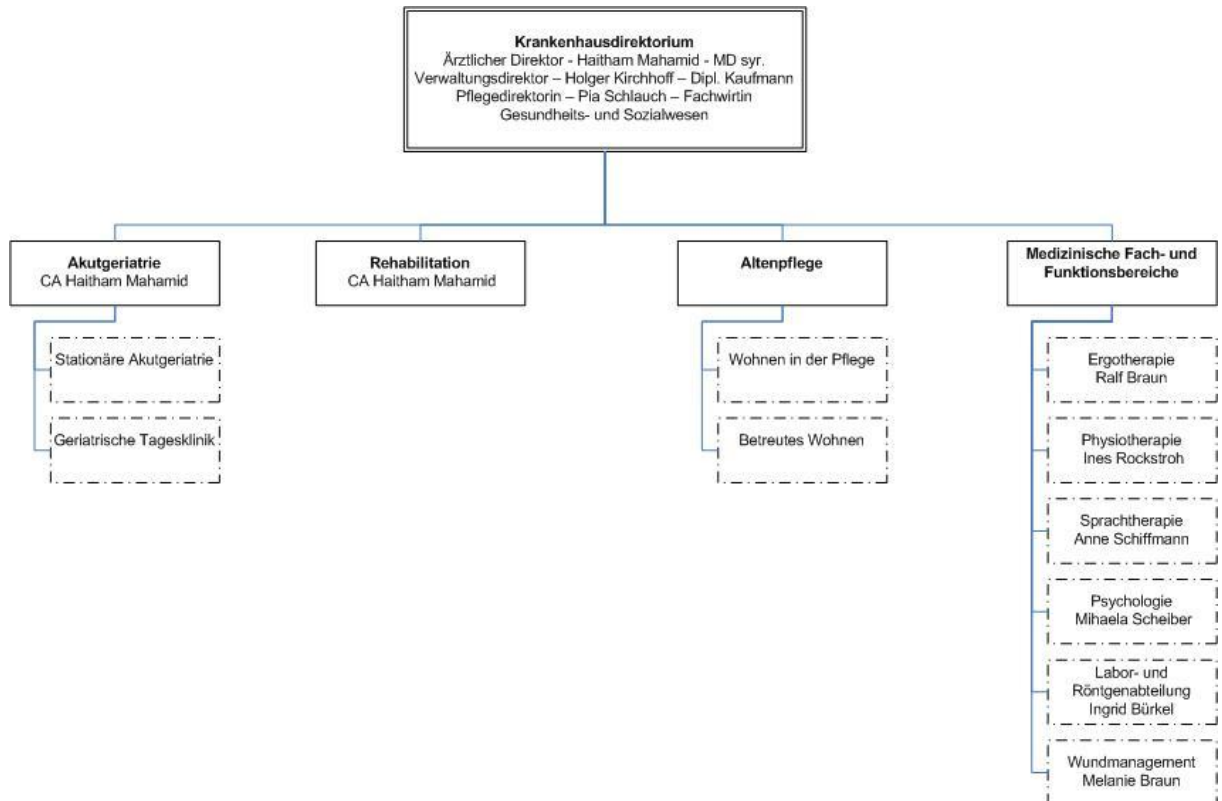 Krankenhausdirektorium
Ärztlicher Direktor - Haitham Mahamid - MD syr.
Verwaltungsdirektor – Holger Kirchhoff – Dipl. Kaufmann
Pflegedirektorin – Pia Schlauch – Fachwirtin
Gesundheits- und Sozialwesen
Akutgeriatrie
CA Haitham Mahamid
Rehabilitation
CA Haitham Mahamid
Altenpflege
Medizinische Fach- und
Funktionsbereiche
Stationäre Akutgeriatrie
Geriatrische Tagesklinik
Wohnen in der Pflege
Betreutes Wohnen
Ergotherapie
Ralf Braun
Physiotherapie
Ines Rockstroh
Sprachtherapie
Anne Schiffmann
Psychologie
Mihaela Scheiber
Labor- und
Röntgenabteilung
Ingrid Bürkel
Wundmanagement
Melanie Braun